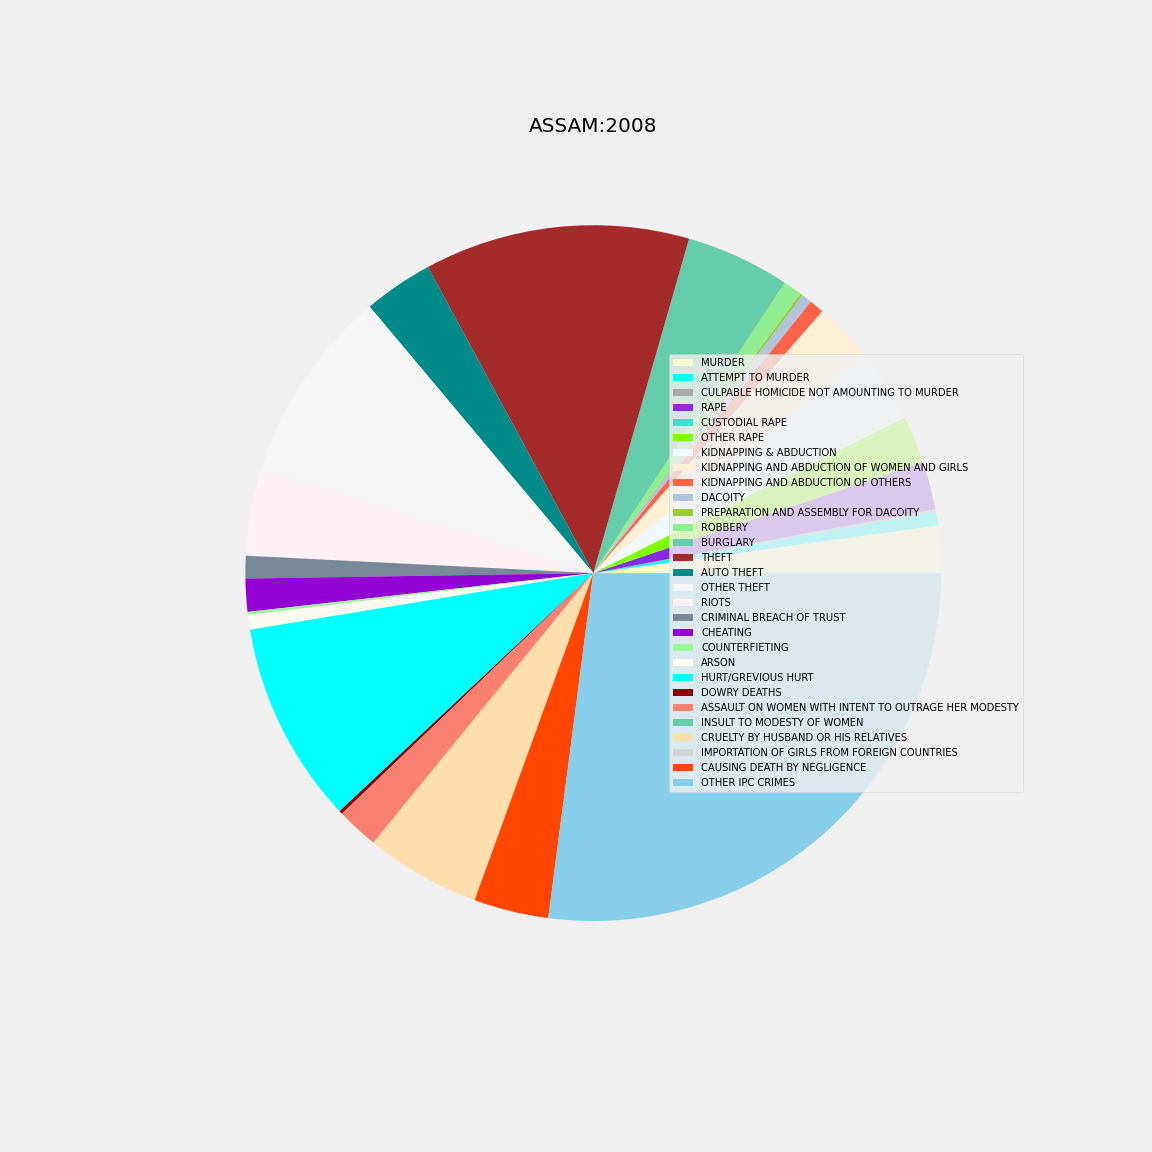 ASSAM:2008
MURDER
ATTEMPT TO MURDER
CULPABLE HOMICIDE NOT AMOUNTING TO MURDER
RAPE
CUSTODIAL RAPE
OTHER RAPE
KIDNAPPING & ABDUCTION
KIDNAPPING AND ABDUCTION OF WOMEN AND GIRLS
KIDNAPPING AND ABDUCTION OF OTHERS
DACOITY
PREPARATION AND ASSEMBLY FOR DACOITY
ROBBERY
BURGLARY
THEFT
AUTO THEFT
OTHER THEFT
RIOTS
CRIMINAL BREACH OF TRUST
CHEATING
COUNTERFIETING
ARSON
HURT/GREVIOUS HURT
DOWRY DEATHS
ASSAULT ON WOMEN WITH INTENT TO OUTRAGE HER MODESTY
INSULT TO MODESTY OF WOMEN
CRUELTY BY HUSBAND OR HIS RELATIVES
IMPORTATION OF GIRLS FROM FOREIGN COUNTRIES
CAUSING DEATH BY NEGLIGENCE
OTHER IPC CRIMES